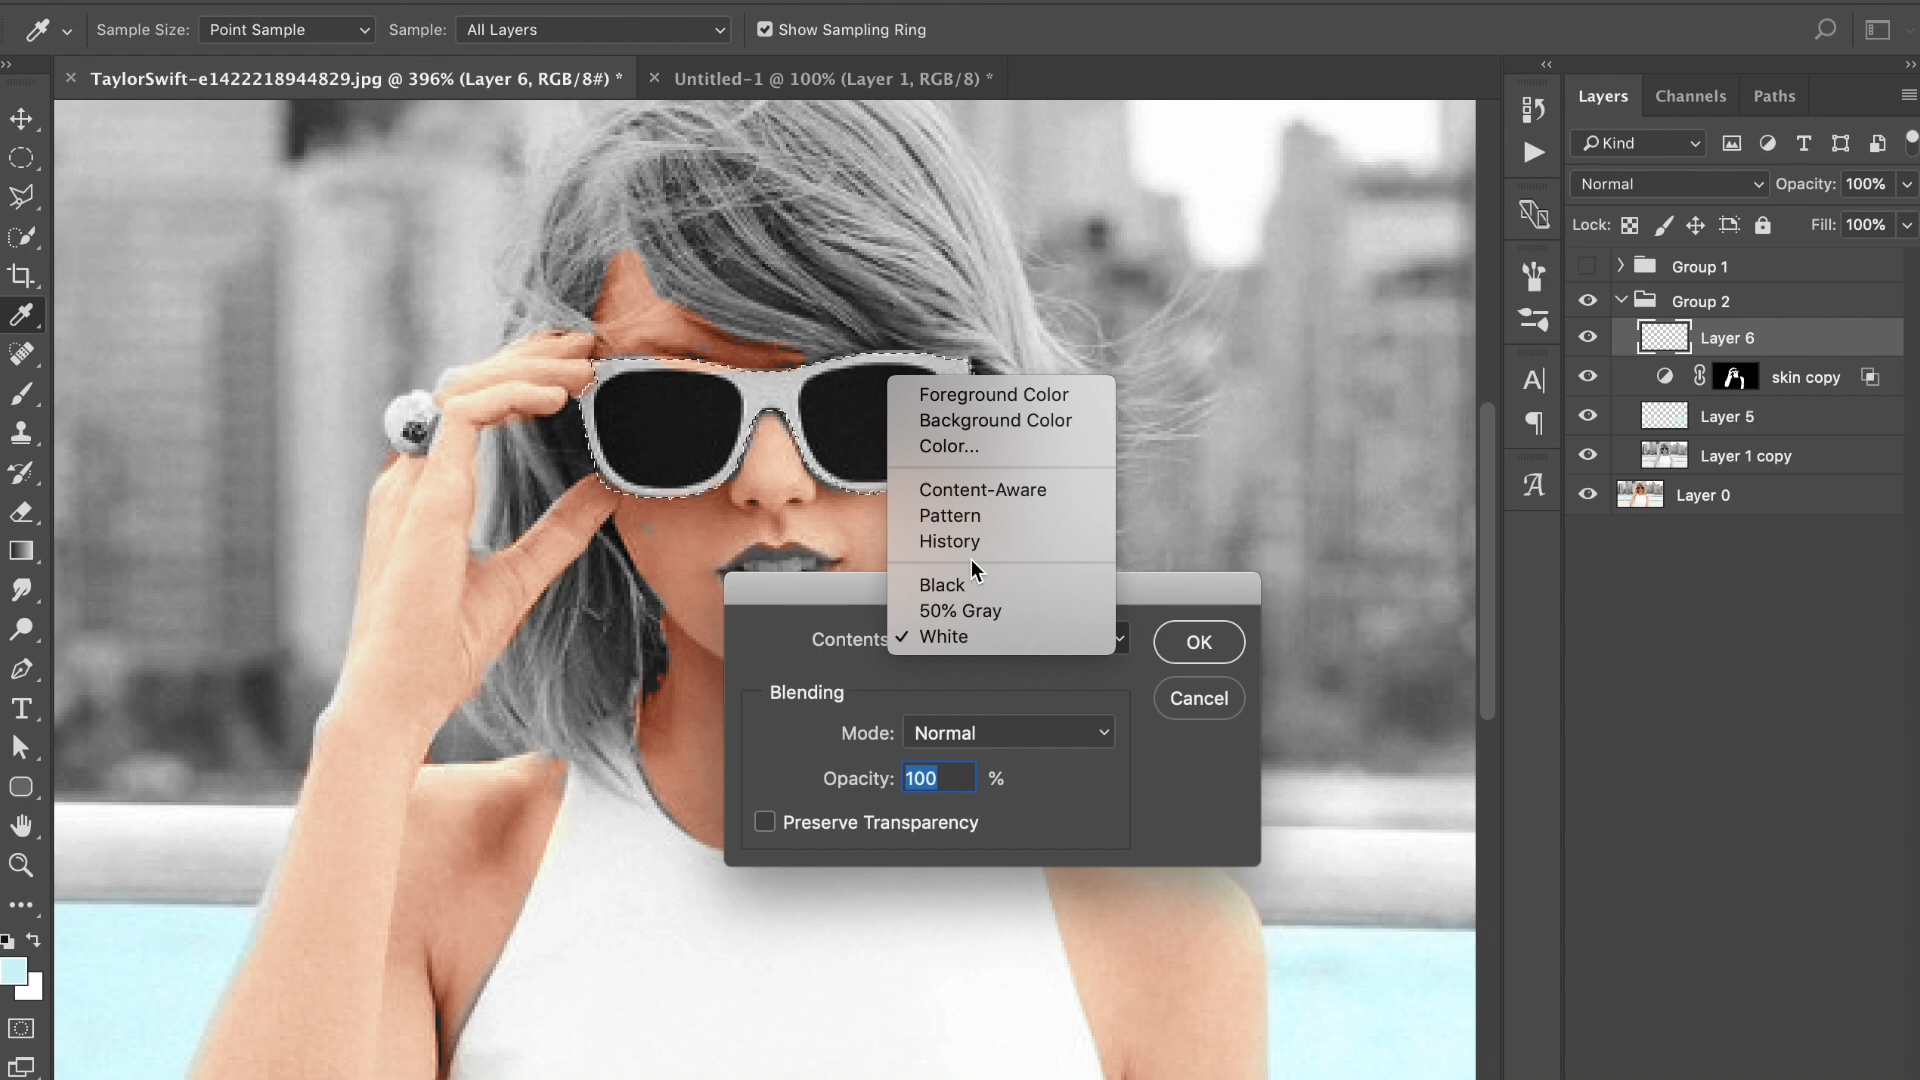 Sample Size: Point Sample Sample: All Layers Show Sampling Ring
TaylorSwift-e1422218944829.jpg @ 396% (Layer 6, RGB/8#) * Untitled-1 @ 100% (Layer 1, RGB/8) *
Layers Channels Paths
Kind
Normal Opacity: 100%
Lock: Fill: 100%
Group 1
Group 2
Layer 6
skin copy
Layer 5
Layer 1 copy
Layer 0
Foreground Color
Background Color
Color...
Content-Aware
Pattern
History
Black
50% Gray
White
Contents
OK
Cancel
Blending
Mode: Normal
Opacity: 100 %
Preserve Transparency